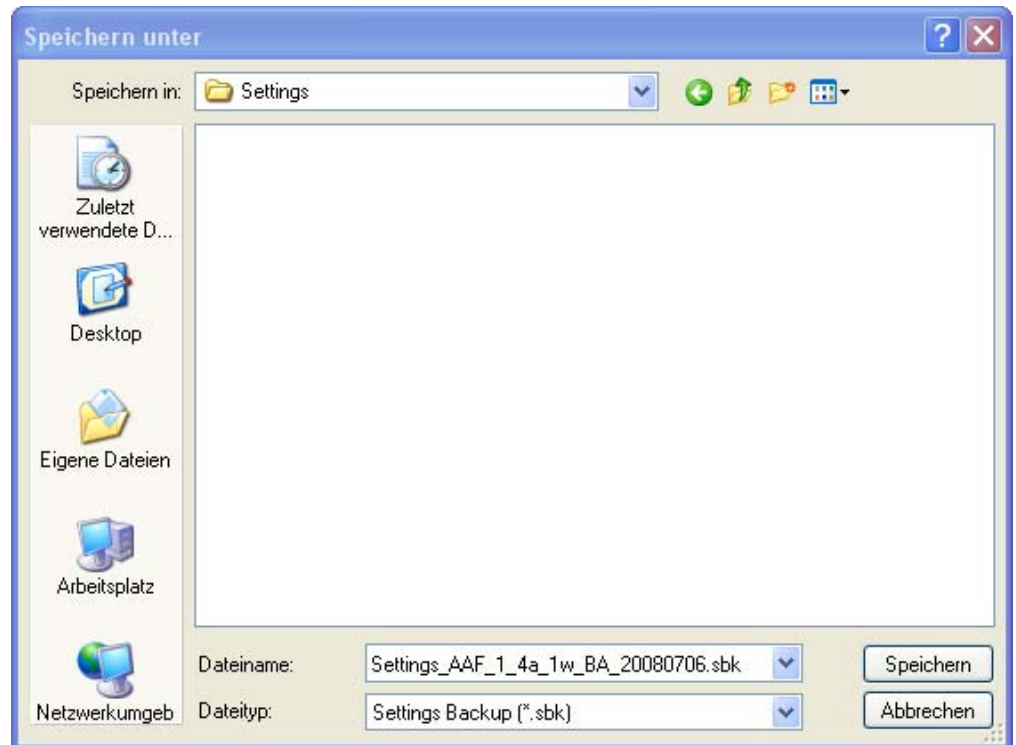 Speichern unter
Speichern in: Settings
Zuletzt
verwendete D...
Desktop
Eigene Dateien
Arbeitsplatz
Netzwerkumgeb
Dateiname: Settings_AAF_1_4a_1w_BA_20080706.sbk Speichern
Dateityp: Settings Backup (*.sbk) Abbrechen